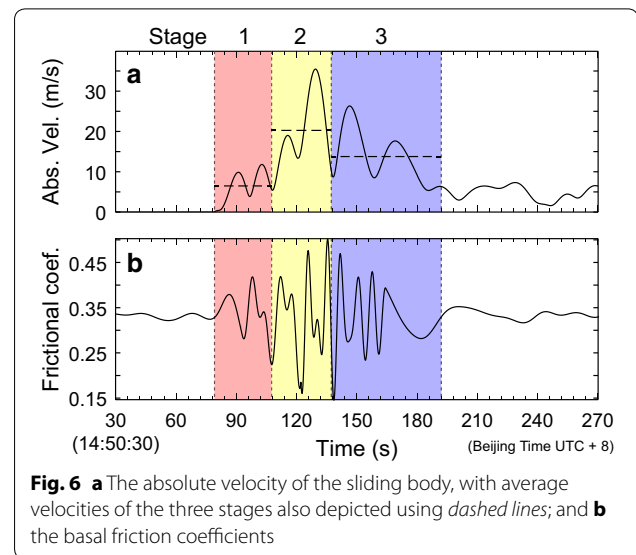 Stage 1 2 3
a
Abs. Vel. (m/s)
30
20
10
0
b
Frictional coef.
0.45
0.35
0.25
0.15
30 60 90 120 150 180 210 240 270
(14:50:30) Time (s) (Beijing Time UTC + 8)
Fig. 6 a The absolute velocity of the sliding body, with average
velocities of the three stages also depicted using dashed lines; and b
the basal friction coefficients